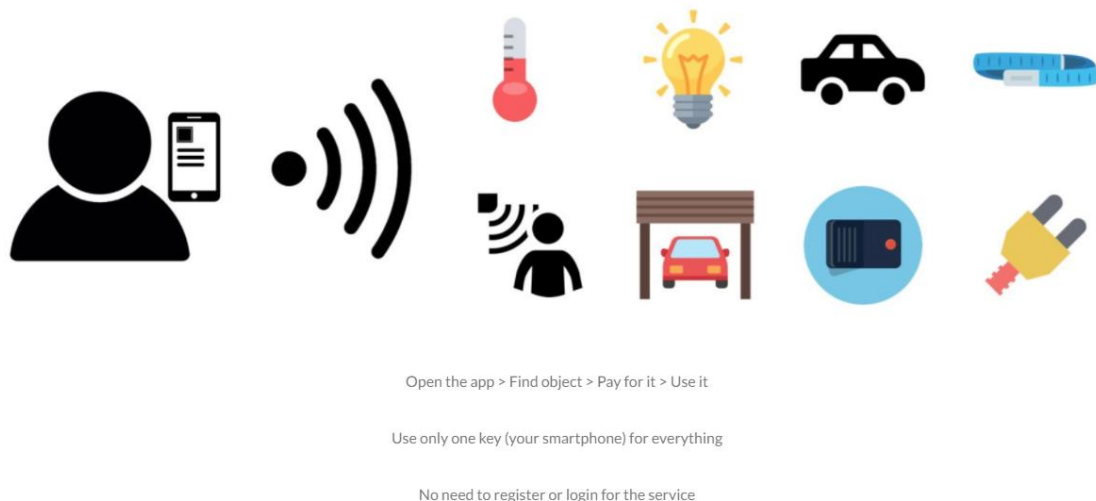 Open the app > Find object > Pay for it > Use it
Use only one key (your smartphone) for everything
No need to register or login for the service